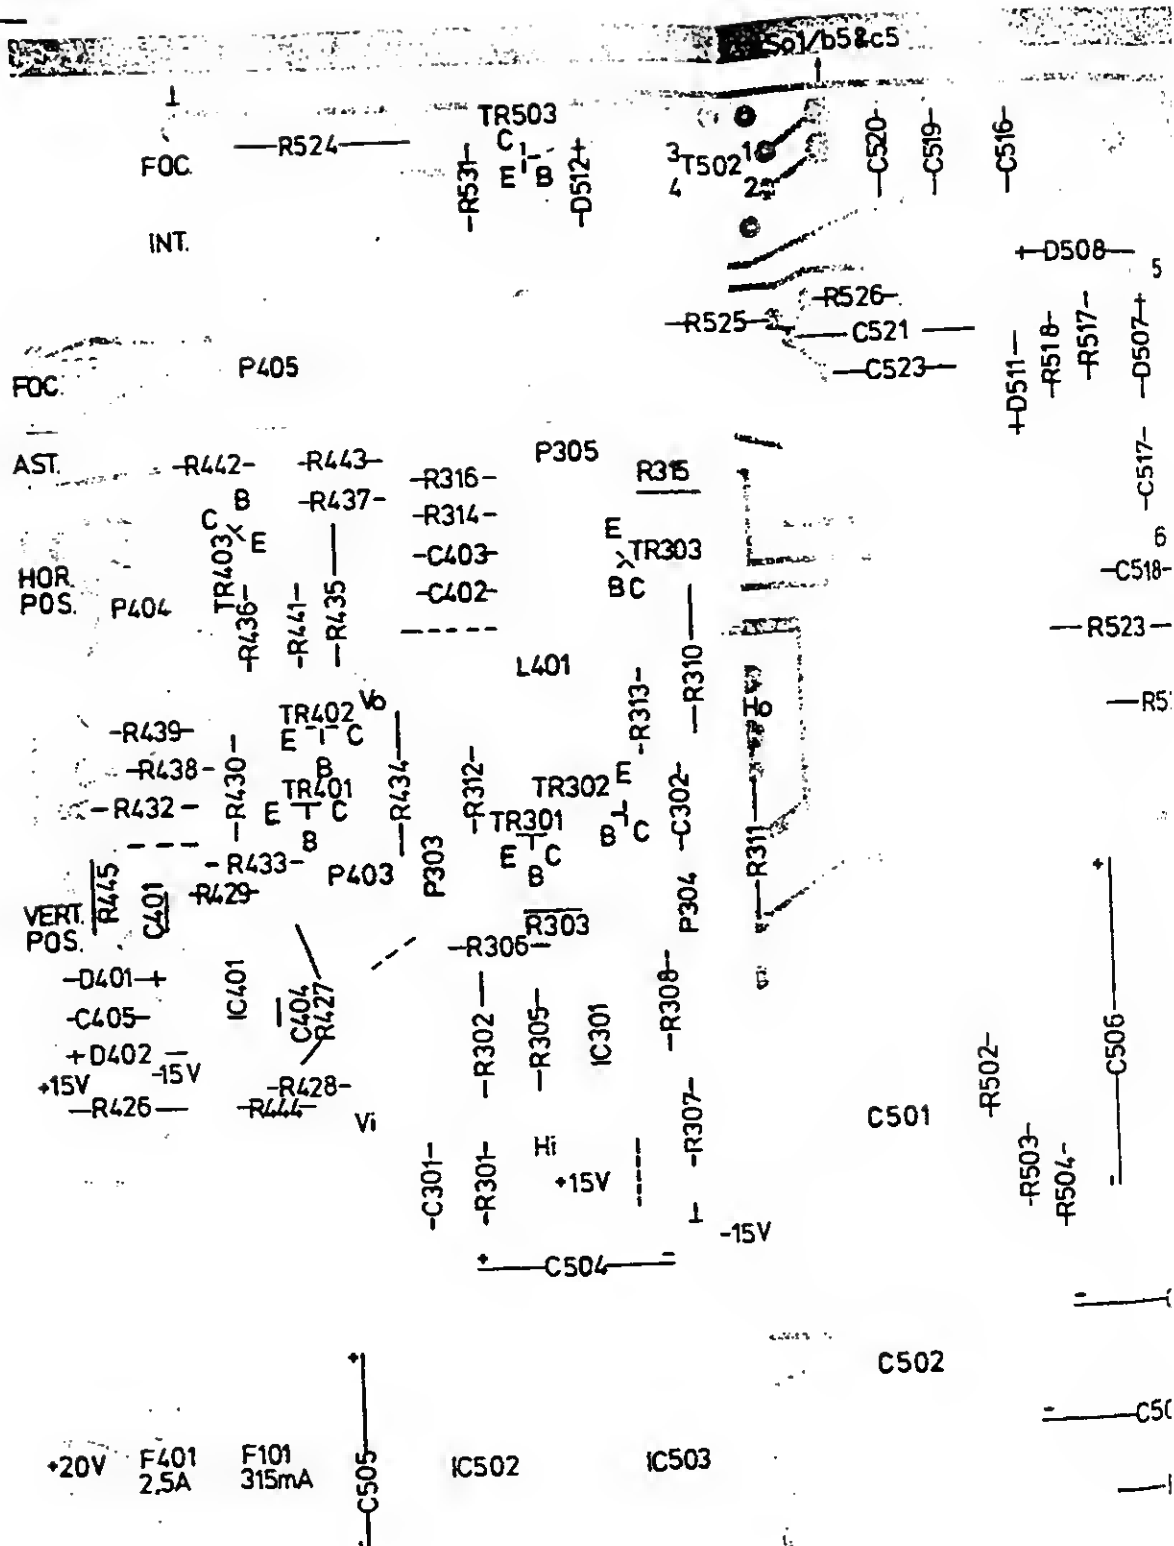 So1/b5&c5
TR503
C
E B
R524
FOC.
R531
D512+
3 T502 1
4 2
C520
C519
C516
INT.
+D508
5
R526
R525
C521
C523
+D511
R518
R517
D507+
P405
FOC.
AST.
R442
R443
R316
P305
R315
C517
B
C
E
R437
R314
TR403
C403
E
TR303
B C
6
C518
HOR.
POS.
P404
C402
R436
R441
R435
R523
L401
R313
R310
Vo
Ho
R5
R439
TR402
E C
B
R438
R430
R434
R312
TR302
E
B C
C302
R432
TR401
E C
B
TR301
E C
B
R311
R433
P403
P303
R445
C401
R429
P304
VERT.
POS.
R303
R306
+
D401+
IC401
C404
R427
R308
C405
R302
R305
IC301
+D402
+15V
-15V
R428
R502
C506
R426
R444
Vi
R307
C501
Hi
C301
R301
+15V
R503
R504
-
-15V
+ C504 -
-
C502
+
- C50
+20V
F401
2,5A
F101
315mA
C505
IC502
IC503